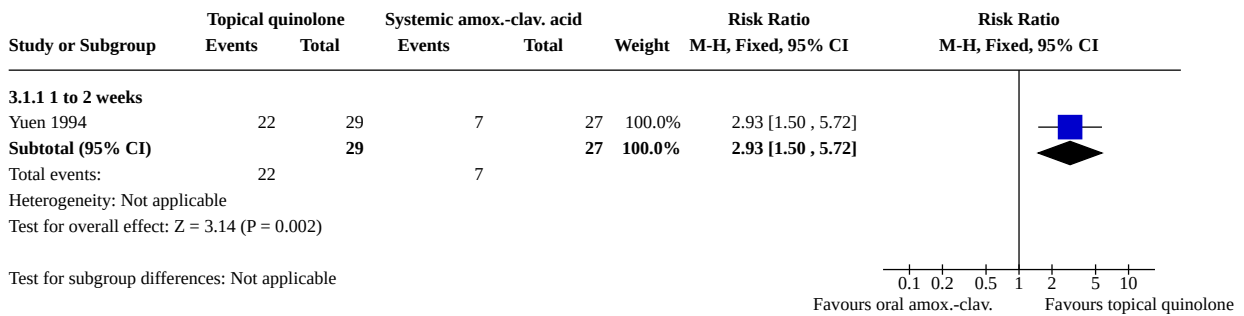 Topical quinolone Systemic amox.-clav. acid Risk Ratio Risk Ratio
Study or Subgroup Events Total Events Total Weight M-H, Fixed, 95% CI M-H, Fixed, 95% CI
3.1.1 1 to 2 weeks
Yuen 1994 22 29 7 27 100.0% 2.93 [1.50 , 5.72]
Subtotal (95% CI) 29 27 100.0% 2.93 [1.50 , 5.72]
Total events: 22 7
Heterogeneity: Not applicable
Test for overall effect: Z = 3.14 (P = 0.002)
Test for subgroup differences: Not applicable
0.1 0.2 0.5 1 2 5 10
Favours oral amox.-clav. Favours topical quinolone